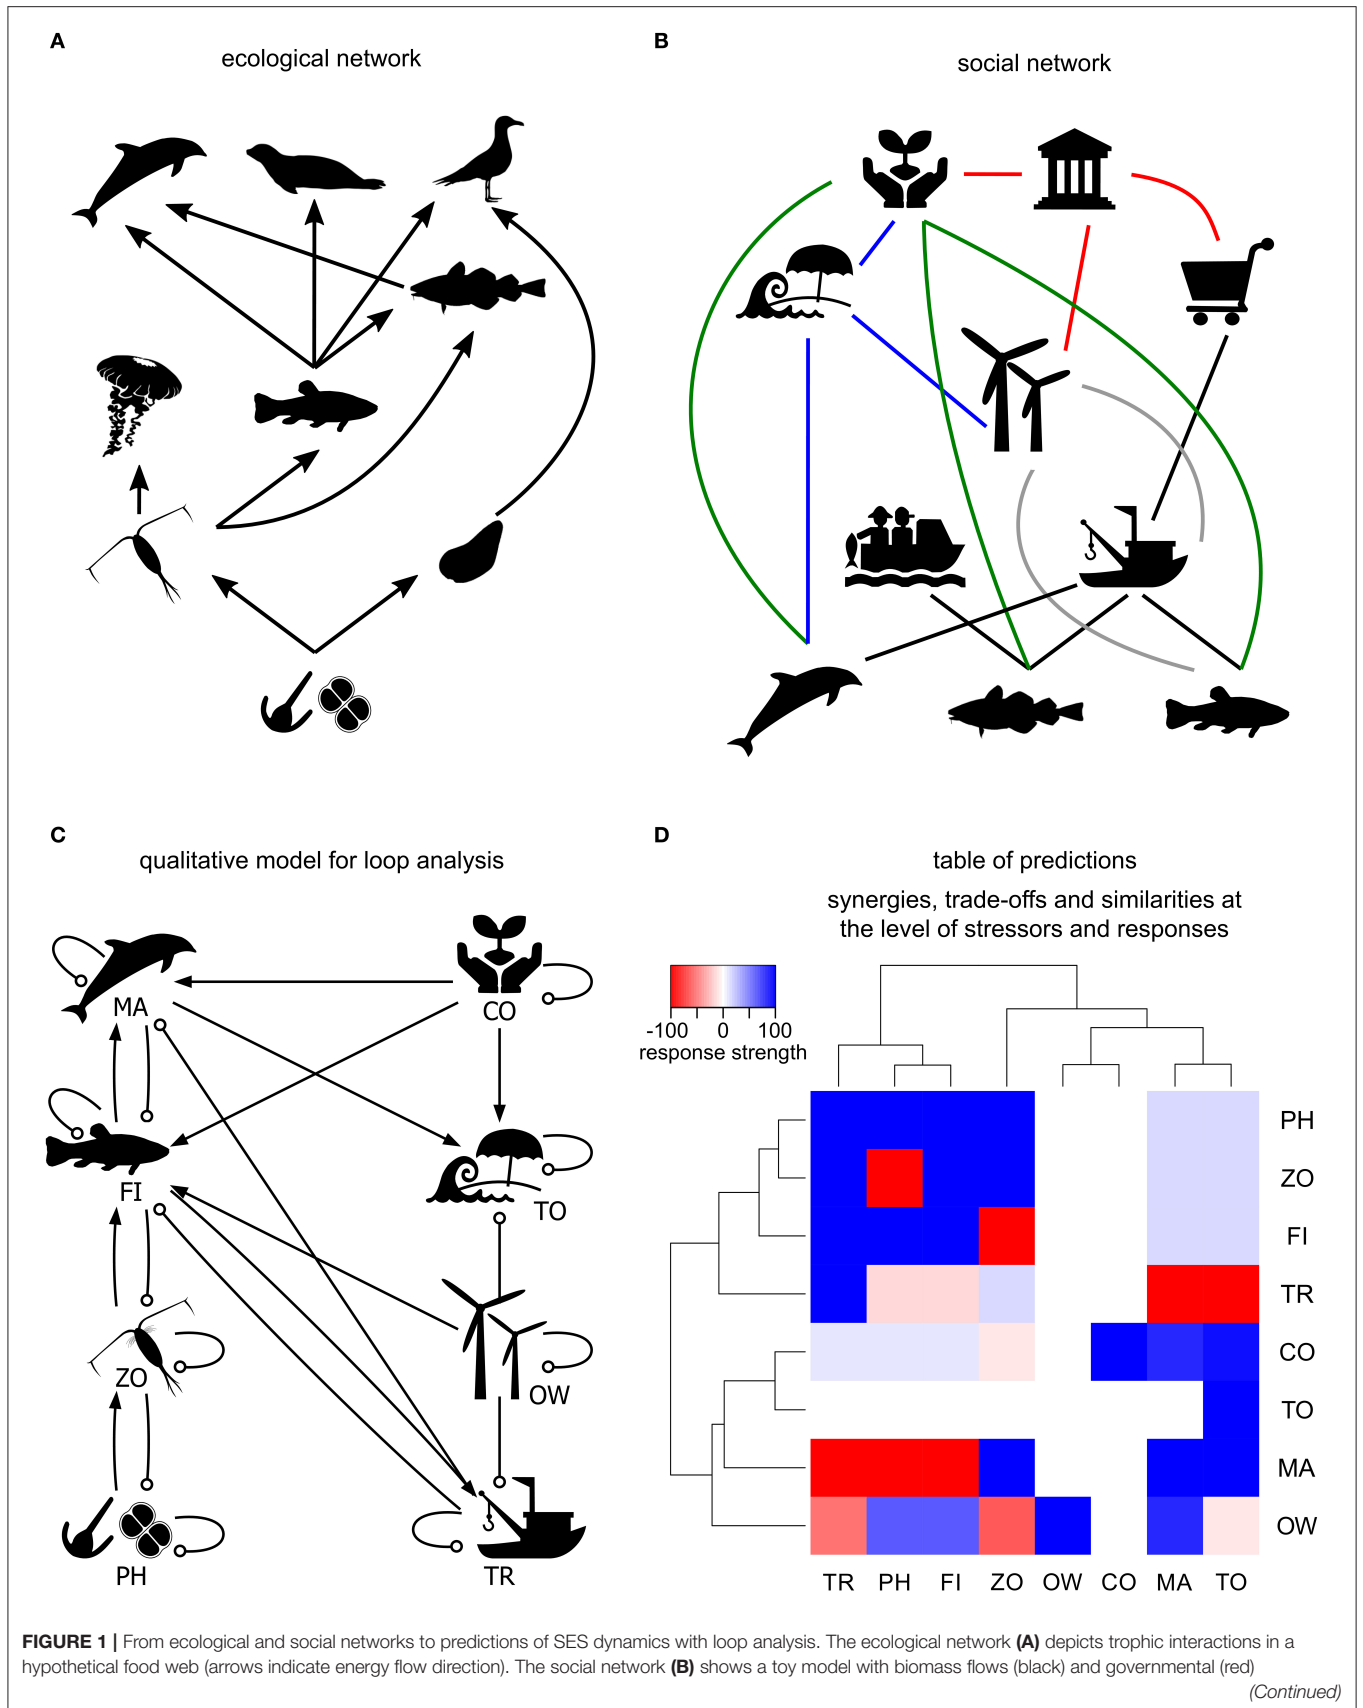 A
ecological network
B
social network
C
qualitative model for loop analysis
MA
CO
FI
TO
ZO
OW
PH
TR
D
table of predictions
synergies, trade-offs and similarities at
the level of stressors and responses
-100 0 100
response strength
PH
ZO
FI
TR
CO
TO
MA
OW
TR PH FI ZO OW CO MA TO
FIGURE 1 | From ecological and social networks to predictions of SES dynamics with loop analysis. The ecological network (A) depicts trophic interactions in a
hypothetical food web (arrows indicate energy flow direction). The social network (B) shows a toy model with biomass flows (black) and governmental (red)
(Continued)